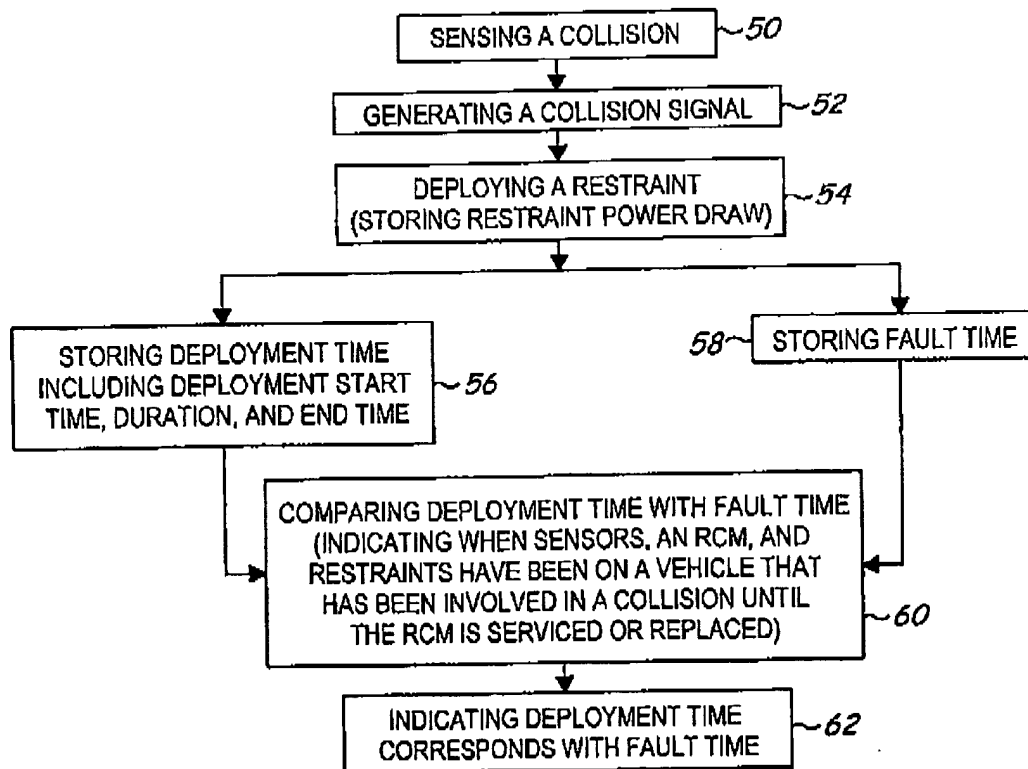 SENSING A COLLISION
50
GENERATING A COLLISION SIGNAL
52
DEPLOYING A RESTRAINT
(STORING RESTRAINT POWER DRAW)
54
STORING DEPLOYMENT TIME
INCLUDING DEPLOYMENT START
TIME, DURATION, AND END TIME
56
58
STORING FAULT TIME
COMPARING DEPLOYMENT TIME WITH FAULT TIME
(INDICATING WHEN SENSORS, AN RCM, AND
RESTRAINTS HAVE BEEN ON A VEHICLE THAT
HAS BEEN INVOLVED IN A COLLISION UNTIL
THE RCM IS SERVICED OR REPLACED)
60
INDICATING DEPLOYMENT TIME
CORRESPONDS WITH FAULT TIME
62